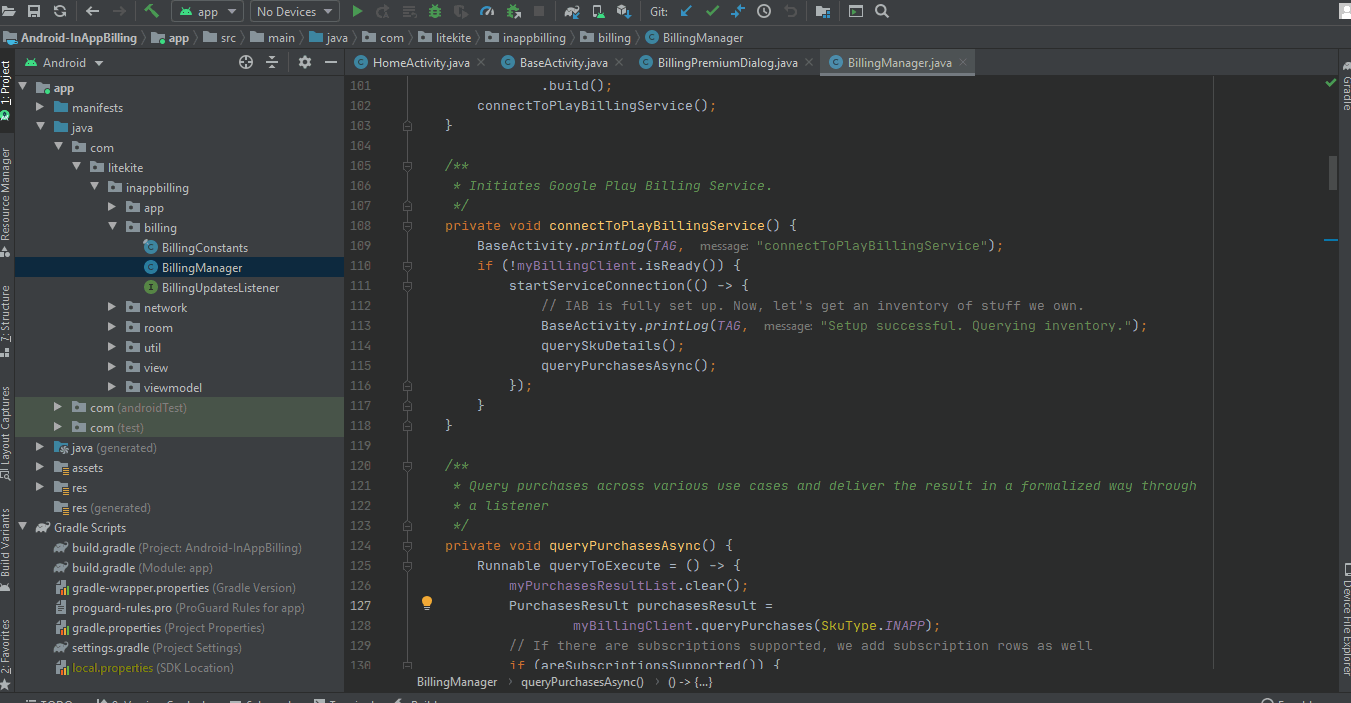 app
No Devices
Git:
Android-InAppBilling
app
src
main
java
com
litekite
inappbilling
billing
BillingManager
Android
HomeActivity.java
BaseActivity.java
BillingPremiumDialog.java
BillingManager.java
1: Project
Resource Manager
7: Structure
Layout Captures
Build Variants
2: Favorites
app
manifests
java
com
litekite
inappbilling
app
billing
BillingConstants
BillingManager
BillingUpdatesListener
network
room
util
view
viewmodel
com (androidTest)
com (test)
java (generated)
assets
res
res (generated)
Gradle Scripts
build.gradle (Project: Android-InAppBilling)
build.gradle (Module: app)
gradle-wrapper.properties (Gradle Version)
proguard-rules.pro (ProGuard Rules for app)
gradle.properties (Project Properties)
settings.gradle (Project Settings)
local.properties (SDK Location)
101 .build();
102 connectToPlayBillingService();
103 }
104
105 /**
106 * Initiates Google Play Billing Service.
107 */
108 private void connectToPlayBillingService() {
109 BaseActivity.printLog(TAG, message: "connectToPlayBillingService");
110 if (!myBillingClient.isReady()) {
111 startServiceConnection(() -> {
112 // IAB is fully set up. Now, let's get an inventory of stuff we own.
113 BaseActivity.printLog(TAG, message: "Setup successful. Querying inventory.");
114 querySkuDetails();
115 queryPurchasesAsync();
116 });
117 }
118 }
119
120 /**
121 * Query purchases across various use cases and deliver the result in a formalized way through
122 * a listener
123 */
124 private void queryPurchasesAsync() {
125 Runnable queryToExecute = () -> {
126 myPurchasesResultList.clear();
127 PurchasesResult purchasesResult =
128 myBillingClient.queryPurchases(SkuType.INAPP);
129 // If there are subscriptions supported, we add subscription rows as well
130 if (areSubscriptionsSupported()) {
BillingManager
queryPurchasesAsync()
() -> {...}
Gradle
Device File Explorer